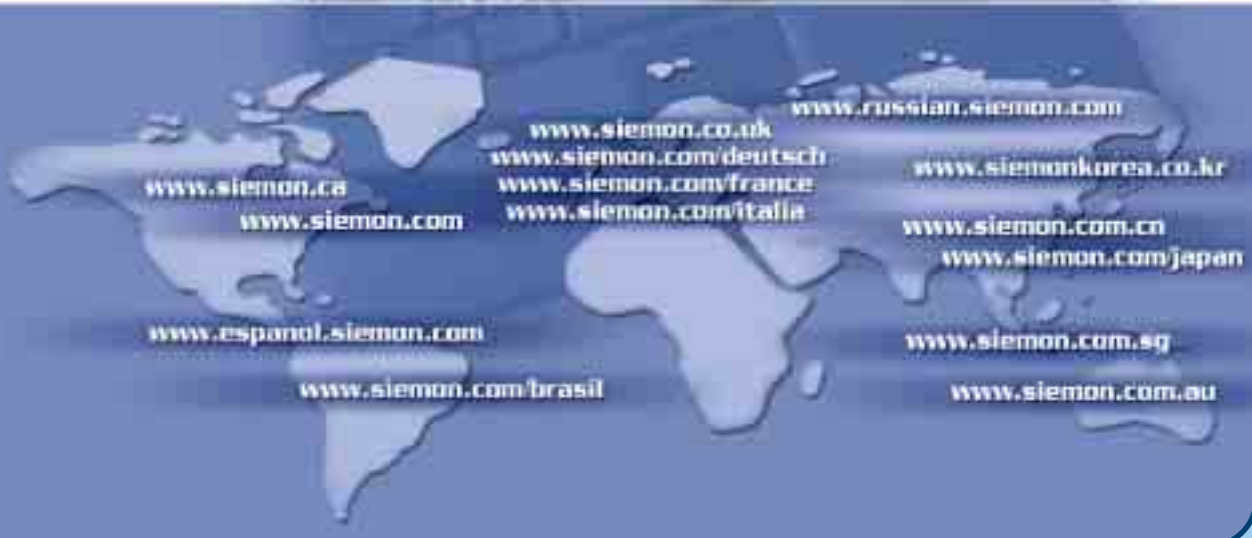 www.russian.siemon.com
www.siemon.co.uk
www.siemon.com/deutsch
www.siemonkorea.co.kr
www.siemon.com/france
www.siemon.ca
www.siemon.com/italia
www.siemon.com
www.siemon.com.cn
www.siemon.com/japan
www.espanol.siemon.com
www.siemon.com.sg
www.siemon.com/brasil
www.siemon.com.au